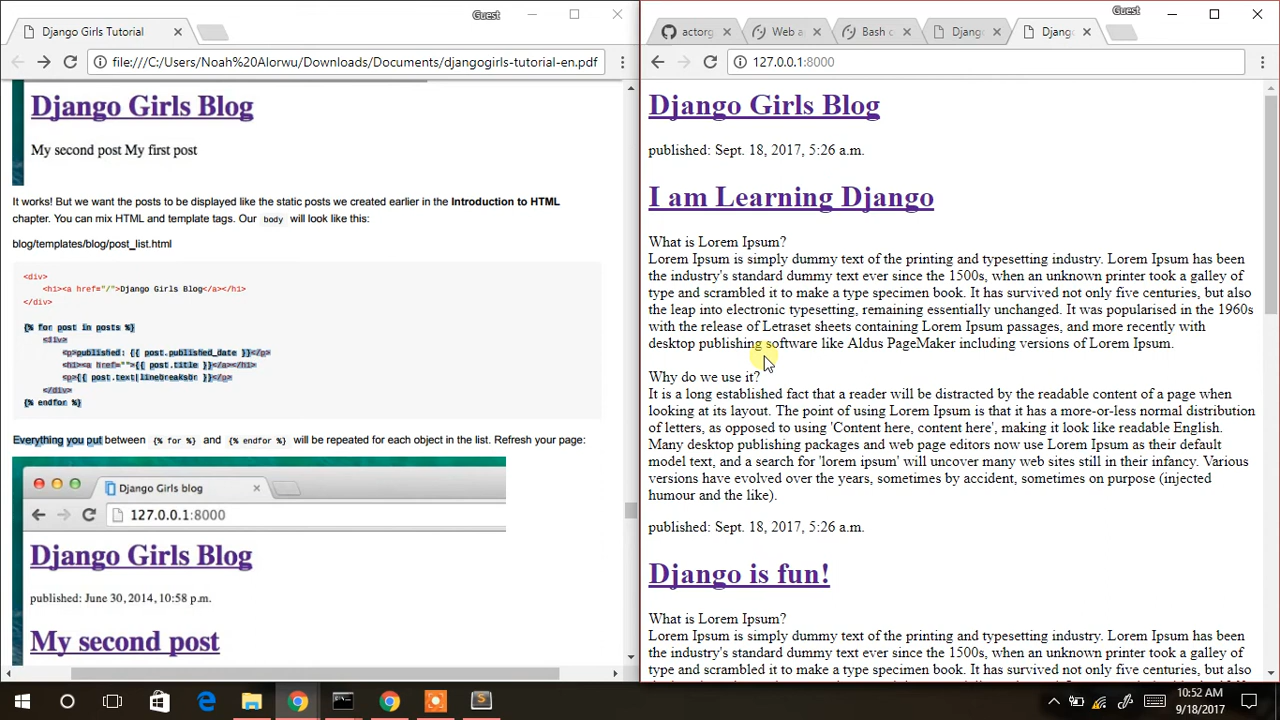 Guest
Django Girls Tutorial
file:///C:/Users/Noah%20Alorwu/Downloads/Documents/djangogirls-tutorial-en.pdf
Django Girls Blog
My second post My first post
It works! But we want the posts to be displayed like the static posts we created earlier in the Introduction to HTML
chapter. You can mix HTML and template tags. Our body will look like this:
blog/templates/blog/post_list.html
<div>
<h1><a href="/">Django Girls Blog</a></h1>
</div>
{% for post in posts %}
<div>
<p>published: {{ post.published_date }}</p>
<h1><a href="">{{ post.title }}</a></h1>
<p>{{ post.text|linebreaksbr }}</p>
</div>
{% endfor %}
Everything you put between {% for %} and {% endfor %} will be repeated for each object in the list. Refresh your page:
Django Girls blog
127.0.0.1:8000
Django Girls Blog
published: June 30, 2014, 10:58 p.m.
My second post
Guest
actorg
Web a
Bash c
Django
Django
127.0.0.1:8000
Django Girls Blog
published: Sept. 18, 2017, 5:26 a.m.
I am Learning Django
What is Lorem Ipsum?
Lorem Ipsum is simply dummy text of the printing and typesetting industry. Lorem Ipsum has been
the industry's standard dummy text ever since the 1500s, when an unknown printer took a galley of
type and scrambled it to make a type specimen book. It has survived not only five centuries, but also
the leap into electronic typesetting, remaining essentially unchanged. It was popularised in the 1960s
with the release of Letraset sheets containing Lorem Ipsum passages, and more recently with
desktop publishing software like Aldus PageMaker including versions of Lorem Ipsum.
Why do we use it?
It is a long established fact that a reader will be distracted by the readable content of a page when
looking at its layout. The point of using Lorem Ipsum is that it has a more-or-less normal distribution
of letters, as opposed to using 'Content here, content here', making it look like readable English.
Many desktop publishing packages and web page editors now use Lorem Ipsum as their default
model text, and a search for 'lorem ipsum' will uncover many web sites still in their infancy. Various
versions have evolved over the years, sometimes by accident, sometimes on purpose (injected
humour and the like).
published: Sept. 18, 2017, 5:26 a.m.
Django is fun!
What is Lorem Ipsum?
Lorem Ipsum is simply dummy text of the printing and typesetting industry. Lorem Ipsum has been
the industry's standard dummy text ever since the 1500s, when an unknown printer took a galley of
type and scrambled it to make a type specimen book. It has survived not only five centuries, but also
10:52 AM
9/18/2017